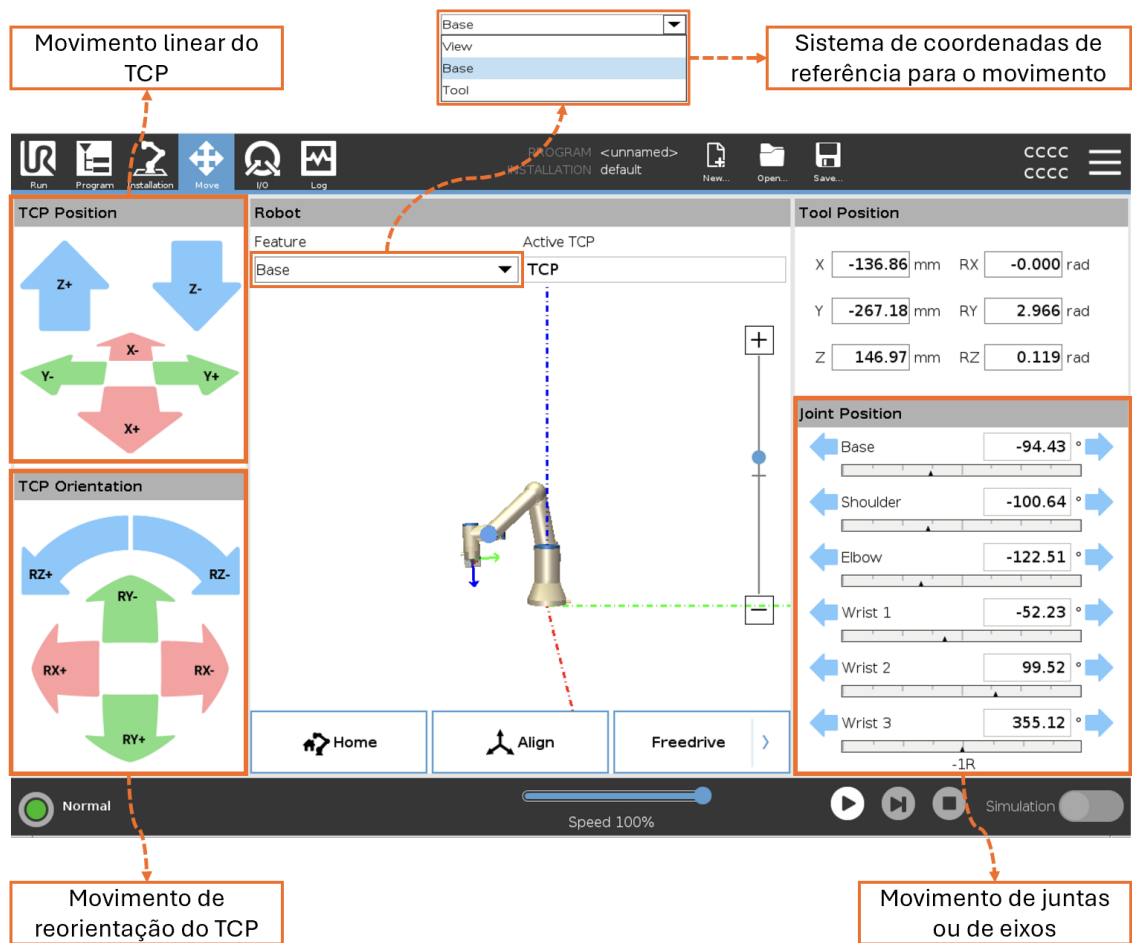 Movimento linear do
TCP
Base
View
Base
Tool
Sistema de coordenadas de
referência para o movimento
UR
Run
Program
Installation
Move
I/O
Log
PROGRAM <unnamed>
INSTALLATION default
New...
Open...
Save...
CCCC
CCCC
TCP Position
Z+
Z-
X-
Y-
Y+
X+
TCP Orientation
RZ+
RZ-
RY-
RX+
RX-
RY+
Robot
Feature
Active TCP
Base
TCP
+
−
Home
Align
Freedrive
Tool Position
X -136.86 mm RX -0.000 rad
Y -267.18 mm RY 2.966 rad
Z 146.97 mm RZ 0.119 rad
Joint Position
Base -94.43 °
Shoulder -100.64 °
Elbow -122.51 °
Wrist 1 -52.23 °
Wrist 2 99.52 °
Wrist 3 355.12 °
-1R
Normal
Speed 100%
Simulation
Movimento de
reorientação do TCP
Movimento de juntas
ou de eixos